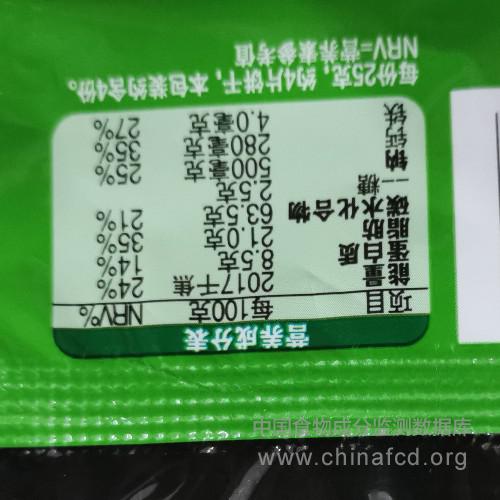 营养成分表
项目 每100克 NRV%
能量 2017千焦 24%
蛋白质 8.5克 14%
脂肪 21.0克 35%
碳水化合物 63.5克 21%
—糖 2.5克
钠 500毫克 25%
钙 280毫克 35%
铁 4.0毫克 27%
每份25克，约4片饼干，本包装约含4份。
NRV=营养素参考值
中国食物成分监测数据库
www.chinafcd.org